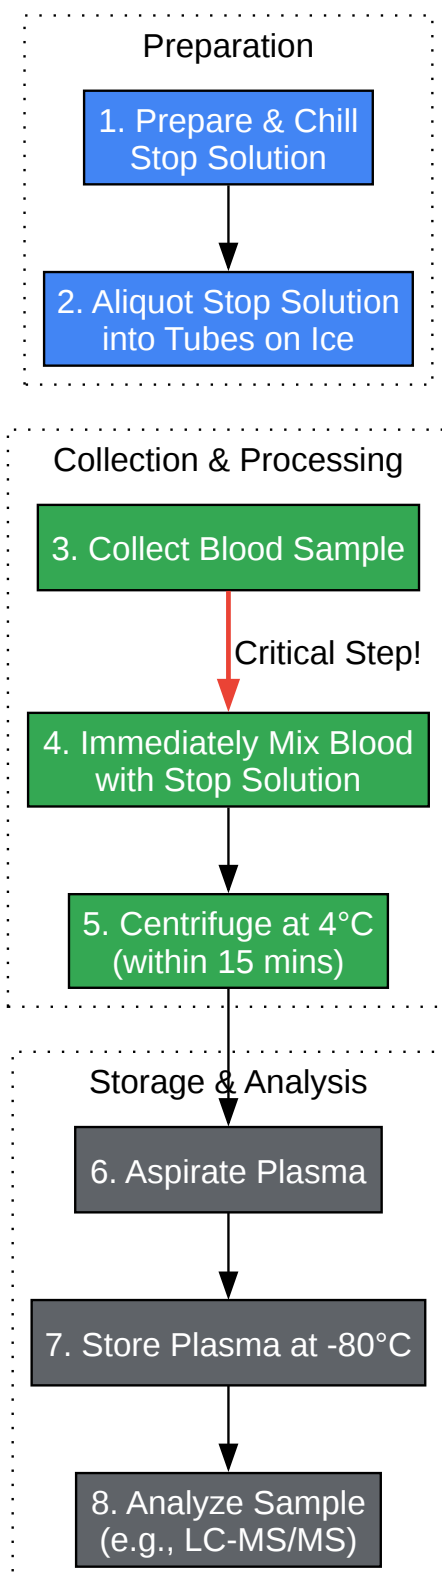 Preparation
1. Prepare & Chill
Stop Solution
2. Aliquot Stop Solution
into Tubes on Ice
Collection & Processing
3. Collect Blood Sample
Critical Step!
4. Immediately Mix Blood
with Stop Solution
5. Centrifuge at 4°C
(within 15 mins)
Storage & Analysis
6. Aspirate Plasma
7. Store Plasma at -80°C
8. Analyze Sample
(e.g., LC-MS/MS)